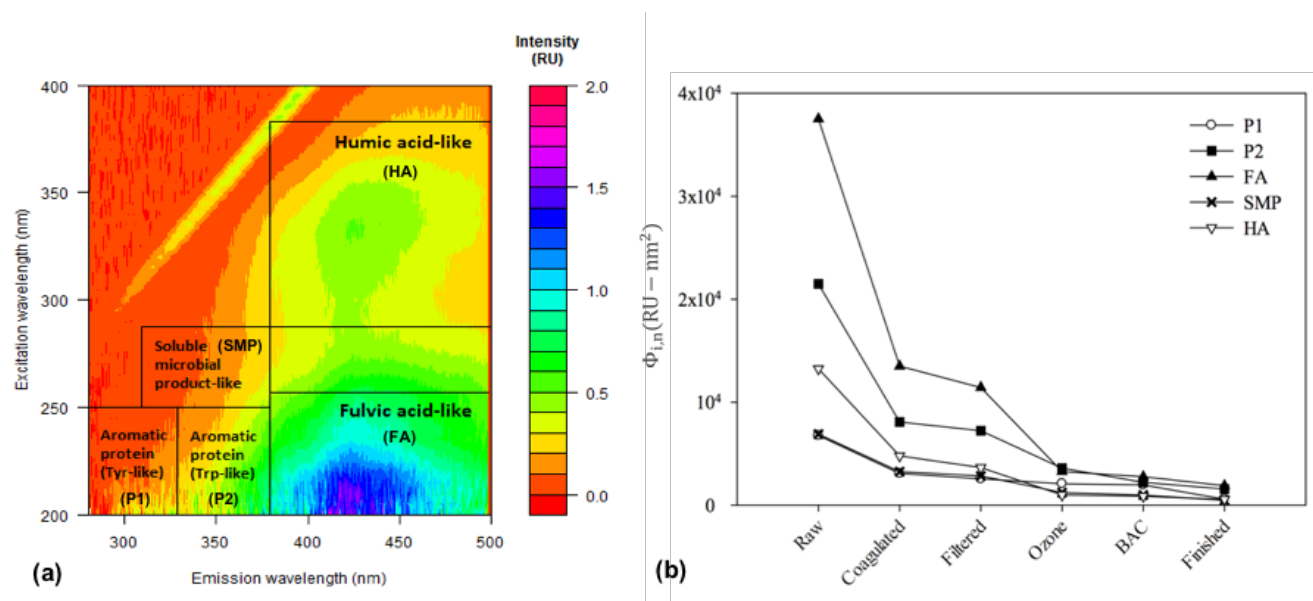 Intensity
(RU)
400
350
300
250
200
Excitation wavelength (nm)
Humic acid-like
(HA)
Soluble (SMP)
microbial
product-like
Aromatic
protein
(Tyr-like)
(P1)
Aromatic
protein
(Trp-like)
(P2)
Fulvic acid-like
(FA)
300 350 400 450 500
Emission wavelength (nm)
(a)
2.0
1.5
1.0
0.5
0.0
4x10⁴
3x10⁴
2x10⁴
10⁴
0
Φi,n(RU − nm²)
P1
P2
FA
SMP
HA
Raw
Coagulated
Filtered
Ozone
BAC
Finished
(b)